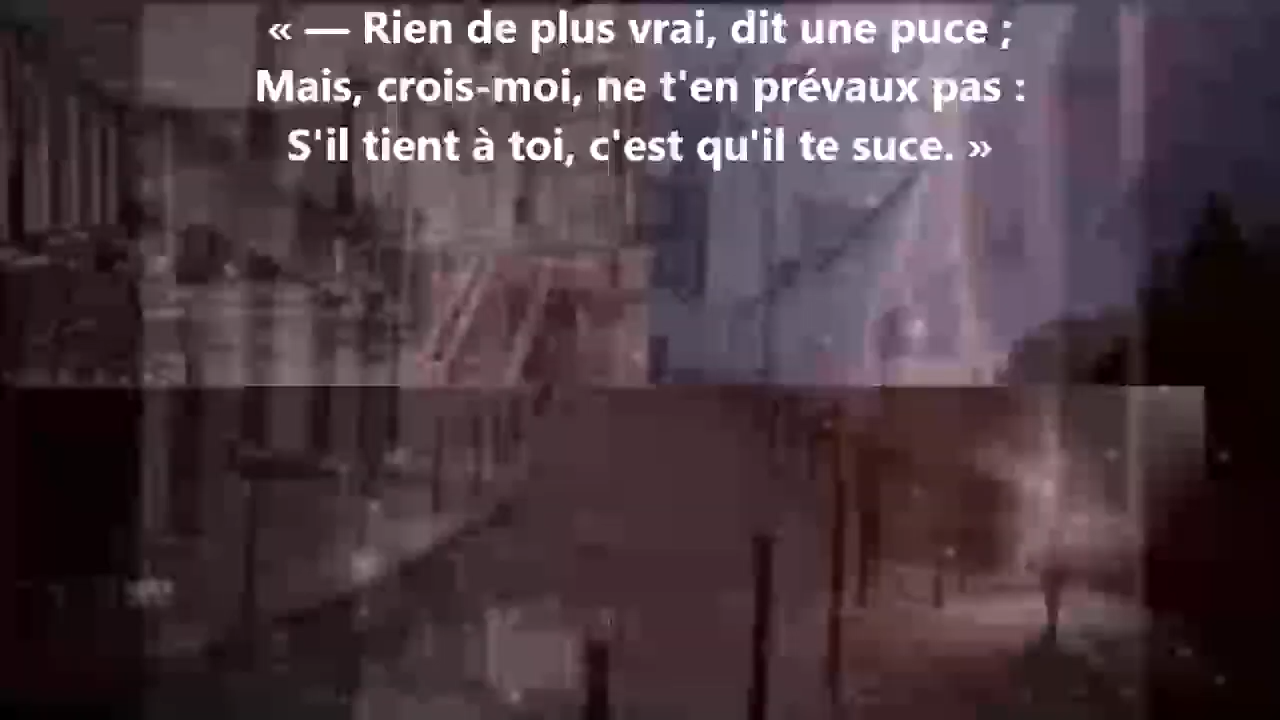 « — Rien de plus vrai, dit une puce ;
Mais, crois-moi, ne t'en prévaux pas :
S'il tient à toi, c'est qu'il te suce. »